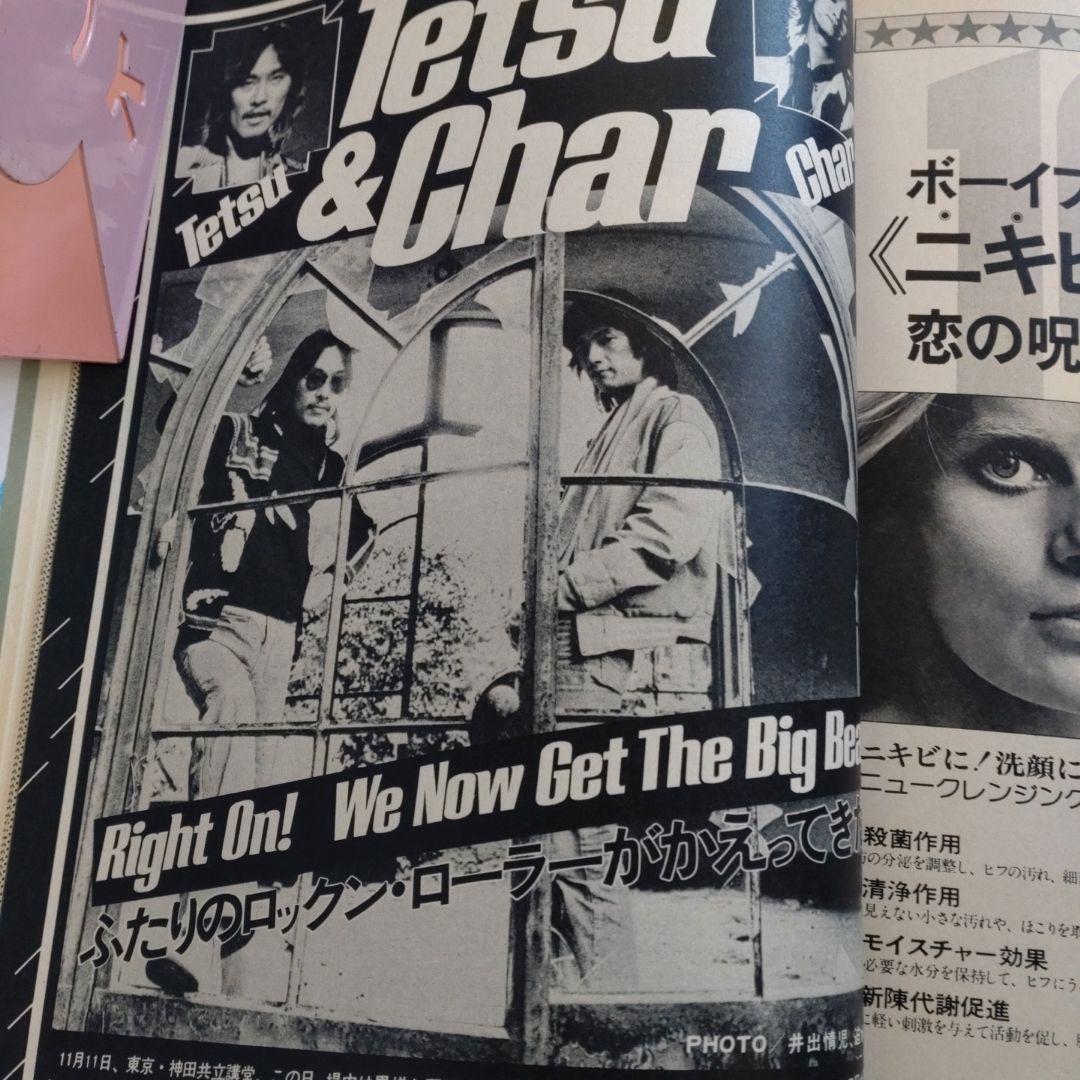 Tetsu
& Char
Tetsu
Char
Right On! We Now Get The Big
ふたりのロックン・ローラーがかえってき
PHOTO／井出情児、
11月11日、東京・神田共立講堂。この日、
ボーイフ
《ニキビ
恋の呪
ニキビに!洗顔に
ニュークレンジング
殺菌作用
の分泌を調整し、ヒフの汚れ、細
清浄作用
見えない小さな汚れや、ほこりを取
モイスチャー効果
必要な水分を保持して、ヒフにう
新陳代謝促進
に軽い刺激を与えて活動を促し、